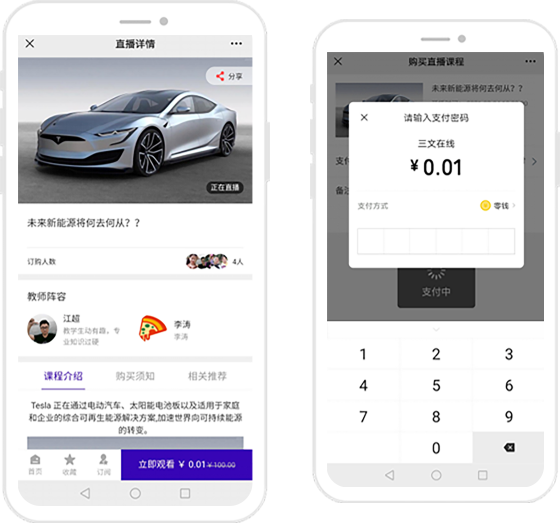 直播详情
分享
正在直播
未来新能源将何去何从？？
订购人数
4人
教师阵容
江超
教学生动有趣，专
业知识过硬
李涛
李涛
课程介绍
购买须知
相关推荐
Tesla 正在通过电动汽车、太阳能电池板以及适用于家庭
和企业的综合可再生能源解决方案,加速世界向可持续能源
的转变。
首页
收藏
订阅
立即观看 ¥ 0.01 ¥100.00
购买直播课程
未来新能源将何去何从？？
请输入支付密码
三文在线
¥0.01
支付方式
零钱
支付中
1
2
3
4
5
6
7
8
9
0